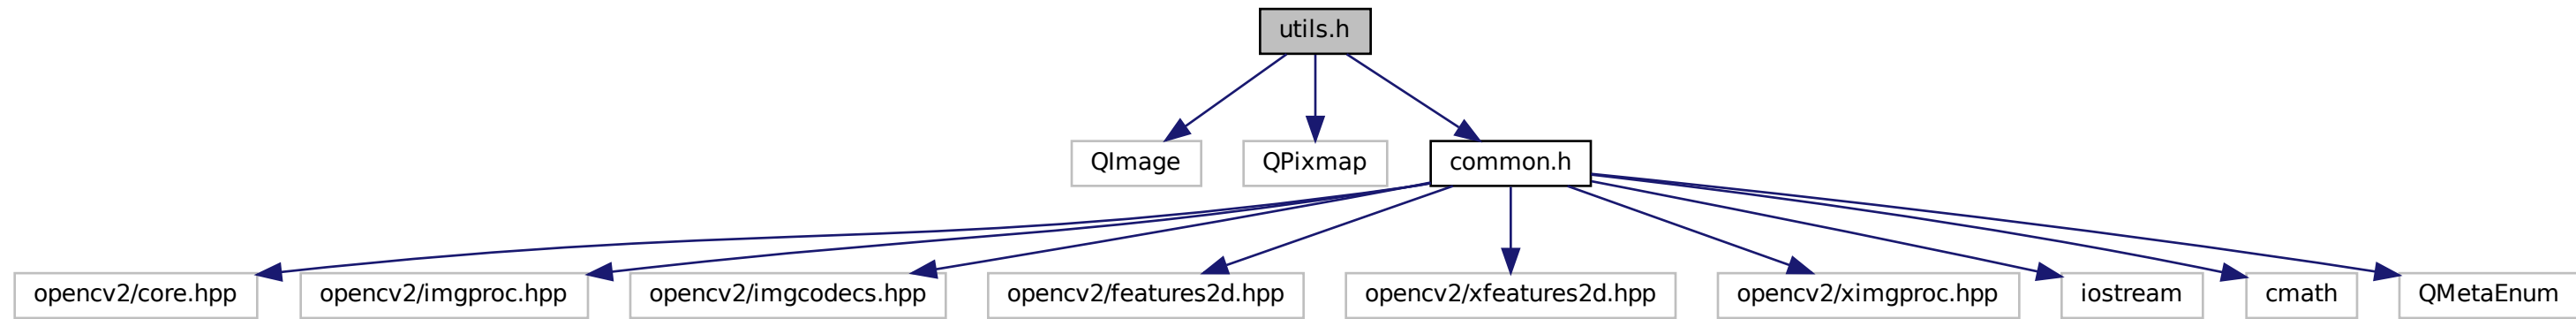 utils.h
QImage
QPixmap
common.h
opencv2/core.hpp
opencv2/imgproc.hpp
opencv2/imgcodecs.hpp
opencv2/features2d.hpp
opencv2/xfeatures2d.hpp
opencv2/ximgproc.hpp
iostream
cmath
QMetaEnum